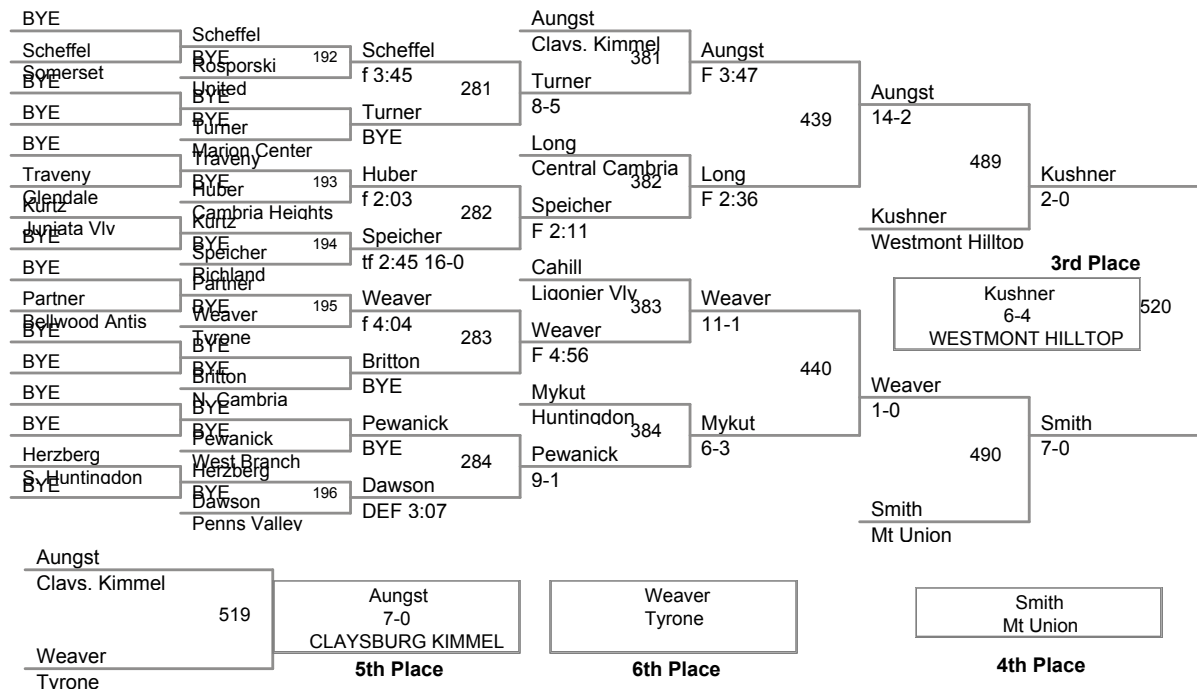 BYE
Scheffel
Somerset
BYE
BYE
BYE
Traveny
Glendale
Kurtz
Juniata Vly
BYE
BYE
Partner
Bellwood Antis
BYE
BYE
BYE
BYE
Herzberg
S. Huntingdon
BYE
Scheffel
BYE
192
Rosporski
United
BYE
BYE
Turner
Marion Center
Traveny
BYE
193
Huber
Cambria Heights
Kurtz
BYE
194
Speicher
Richland
Partner
BYE
195
Weaver
Tyrone
BYE
BYE
Britton
N. Cambria
BYE
Pewanick
West Branch
Herzberg
BYE
196
Dawson
Penns Valley
Scheffel
f 3:45
281
Turner
BYE
Huber
f 2:03
282
Speicher
tf 2:45 16-0
Weaver
f 4:04
283
Britton
BYE
Pewanick
BYE
284
Dawson
DEF 3:07
Aungst
Clays. Kimmel
381
Turner
8-5
Long
Central Cambria
382
Speicher
F 2:11
Cahill
Ligonier Vly
383
Weaver
F 4:56
Mykut
Huntingdon
384
Pewanick
9-1
Aungst
F 3:47
439
Long
F 2:36
Weaver
11-1
440
Mykut
6-3
Aungst
14-2
489
Kushner
Westmont Hilltop
Weaver
1-0
490
Smith
Mt Union
Kushner
2-0
3rd Place
Kushner
6-4
WESTMONT HILLTOP
520
Smith
7-0
Aungst
Clays. Kimmel
519
Weaver
Tyrone
Aungst
7-0
CLAYSBURG KIMMEL
5th Place
Weaver
Tyrone
6th Place
Smith
Mt Union
4th Place